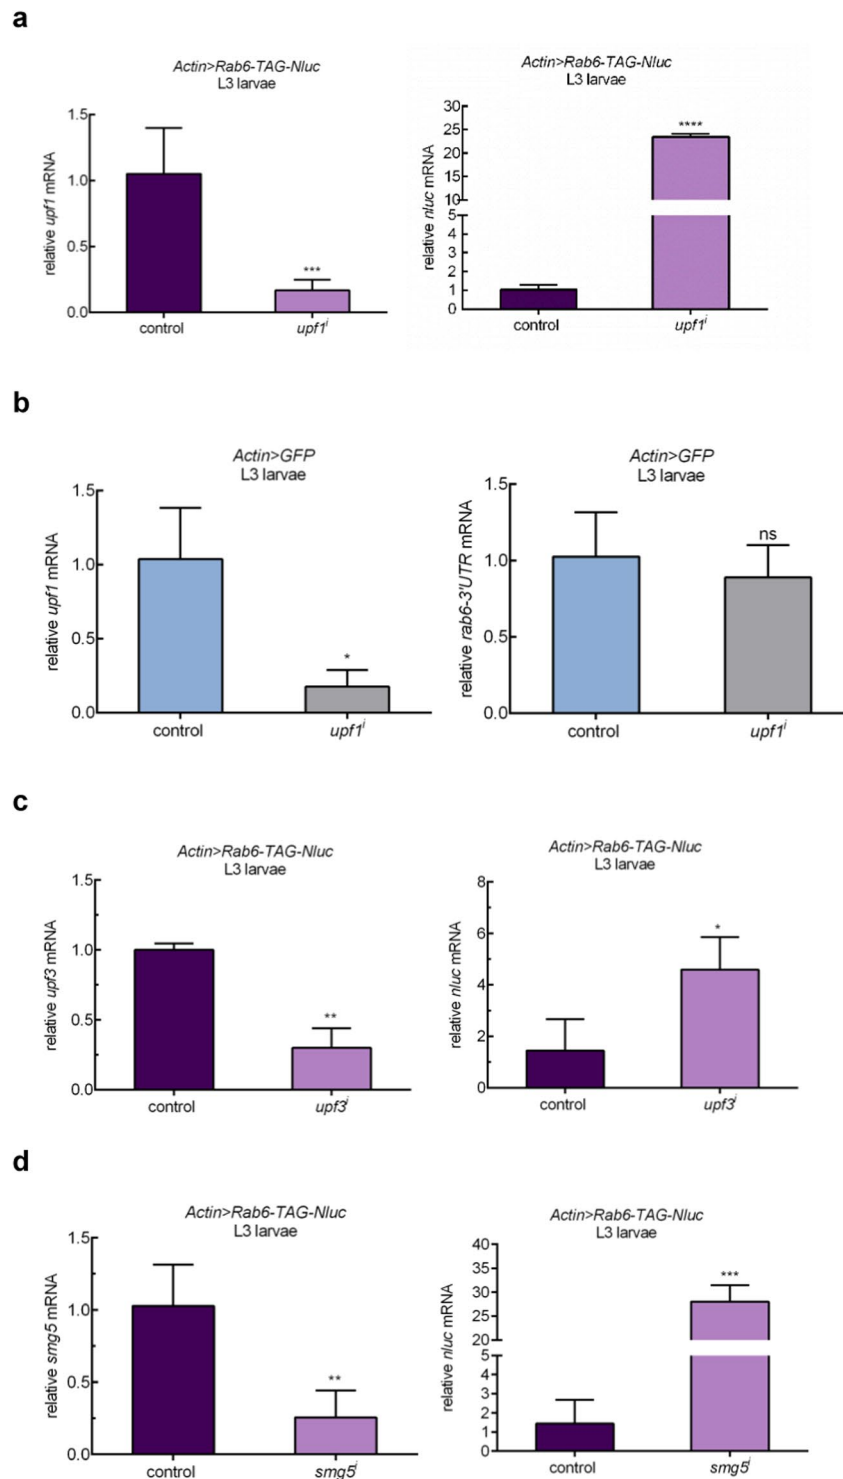 a
Actin>Rab6-TAG-Nluc
L3 larvae
relative upf1 mRNA
1.5
1.0
0.5
0.0
***
control
upf1i
Actin>Rab6-TAG-Nluc
L3 larvae
relative nluc mRNA
30
25
20
15
10
5
4
3
2
1
0
****
control
upf1i
b
Actin>GFP
L3 larvae
relative upf1 mRNA
1.5
1.0
0.5
0.0
*
control
upf1i
Actin>GFP
L3 larvae
relative rab6-3'UTR mRNA
1.5
1.0
0.5
0.0
ns
control
upf1i
c
Actin>Rab6-TAG-Nluc
L3 larvae
relative upf3 mRNA
1.5
1.0
0.5
0.0
**
control
upf3i
Actin>Rab6-TAG-Nluc
L3 larvae
relative nluc mRNA
8
6
4
2
0
*
control
upf3i
d
Actin>Rab6-TAG-Nluc
L3 larvae
relative smg5 mRNA
1.5
1.0
0.5
0.0
**
control
smg5i
Actin>Rab6-TAG-Nluc
L3 larvae
relative nluc mRNA
40
35
30
25
20
5
4
3
2
1
0
***
control
smg5i